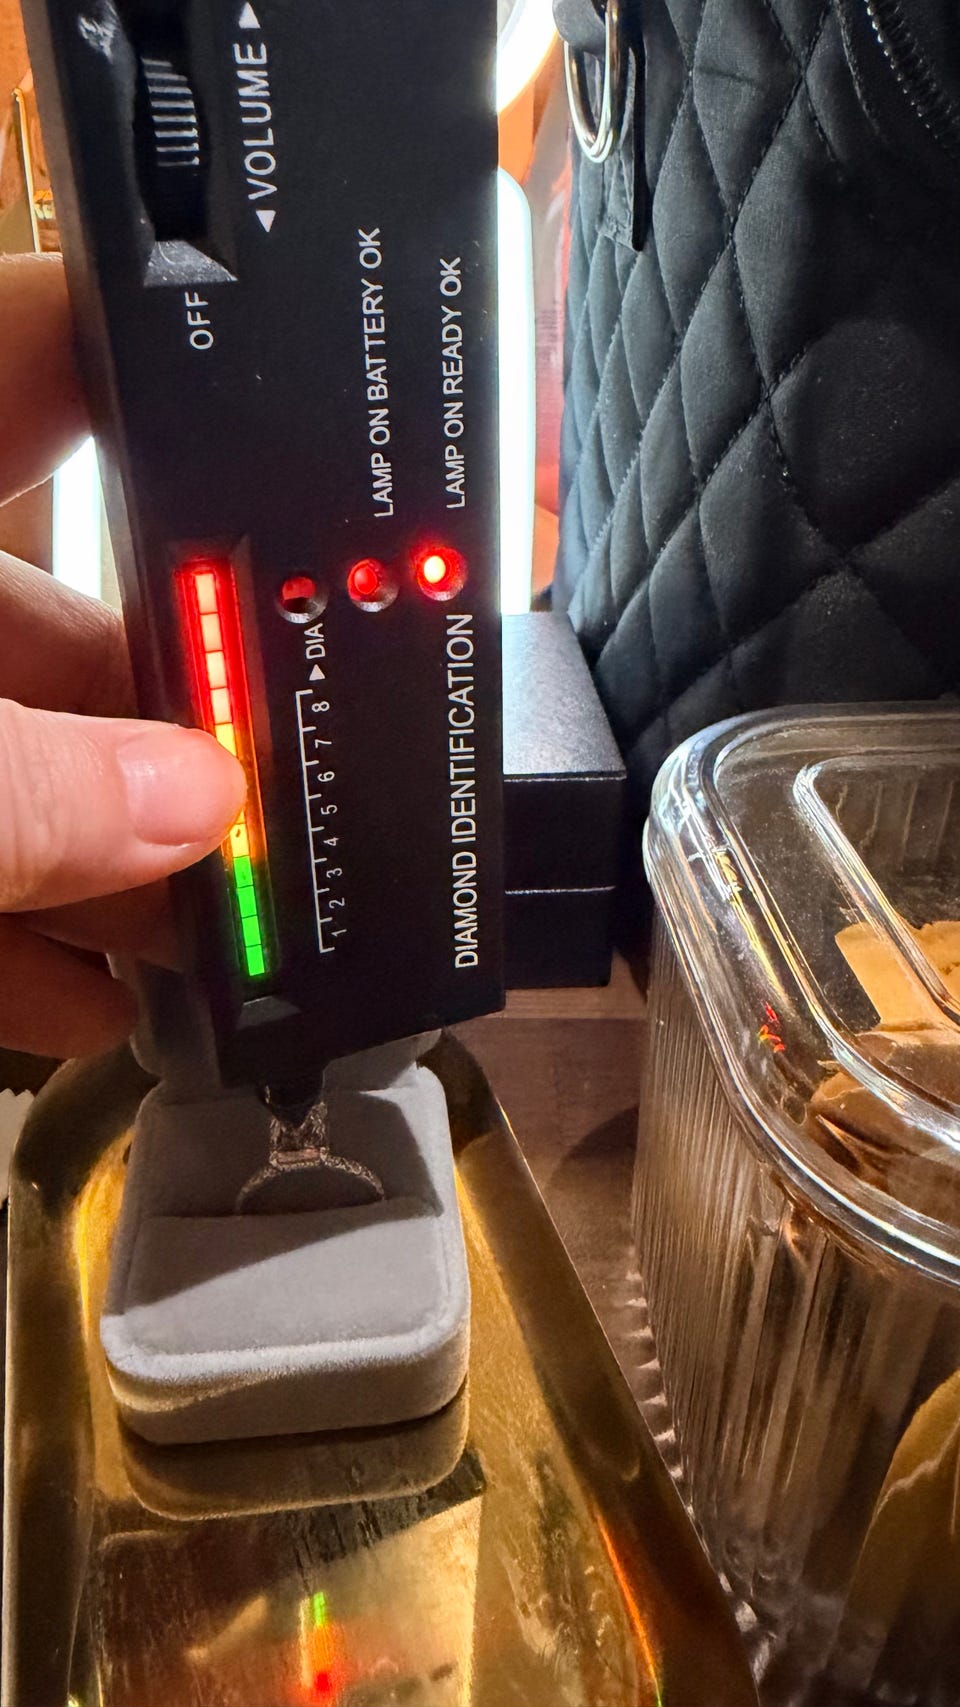 ◀ VOLUME ▶
OFF
LAMP ON BATTERY OK
LAMP ON READY OK
1 2 3 4 5 6 7 8 ▶ DIA
DIAMOND IDENTIFICATION